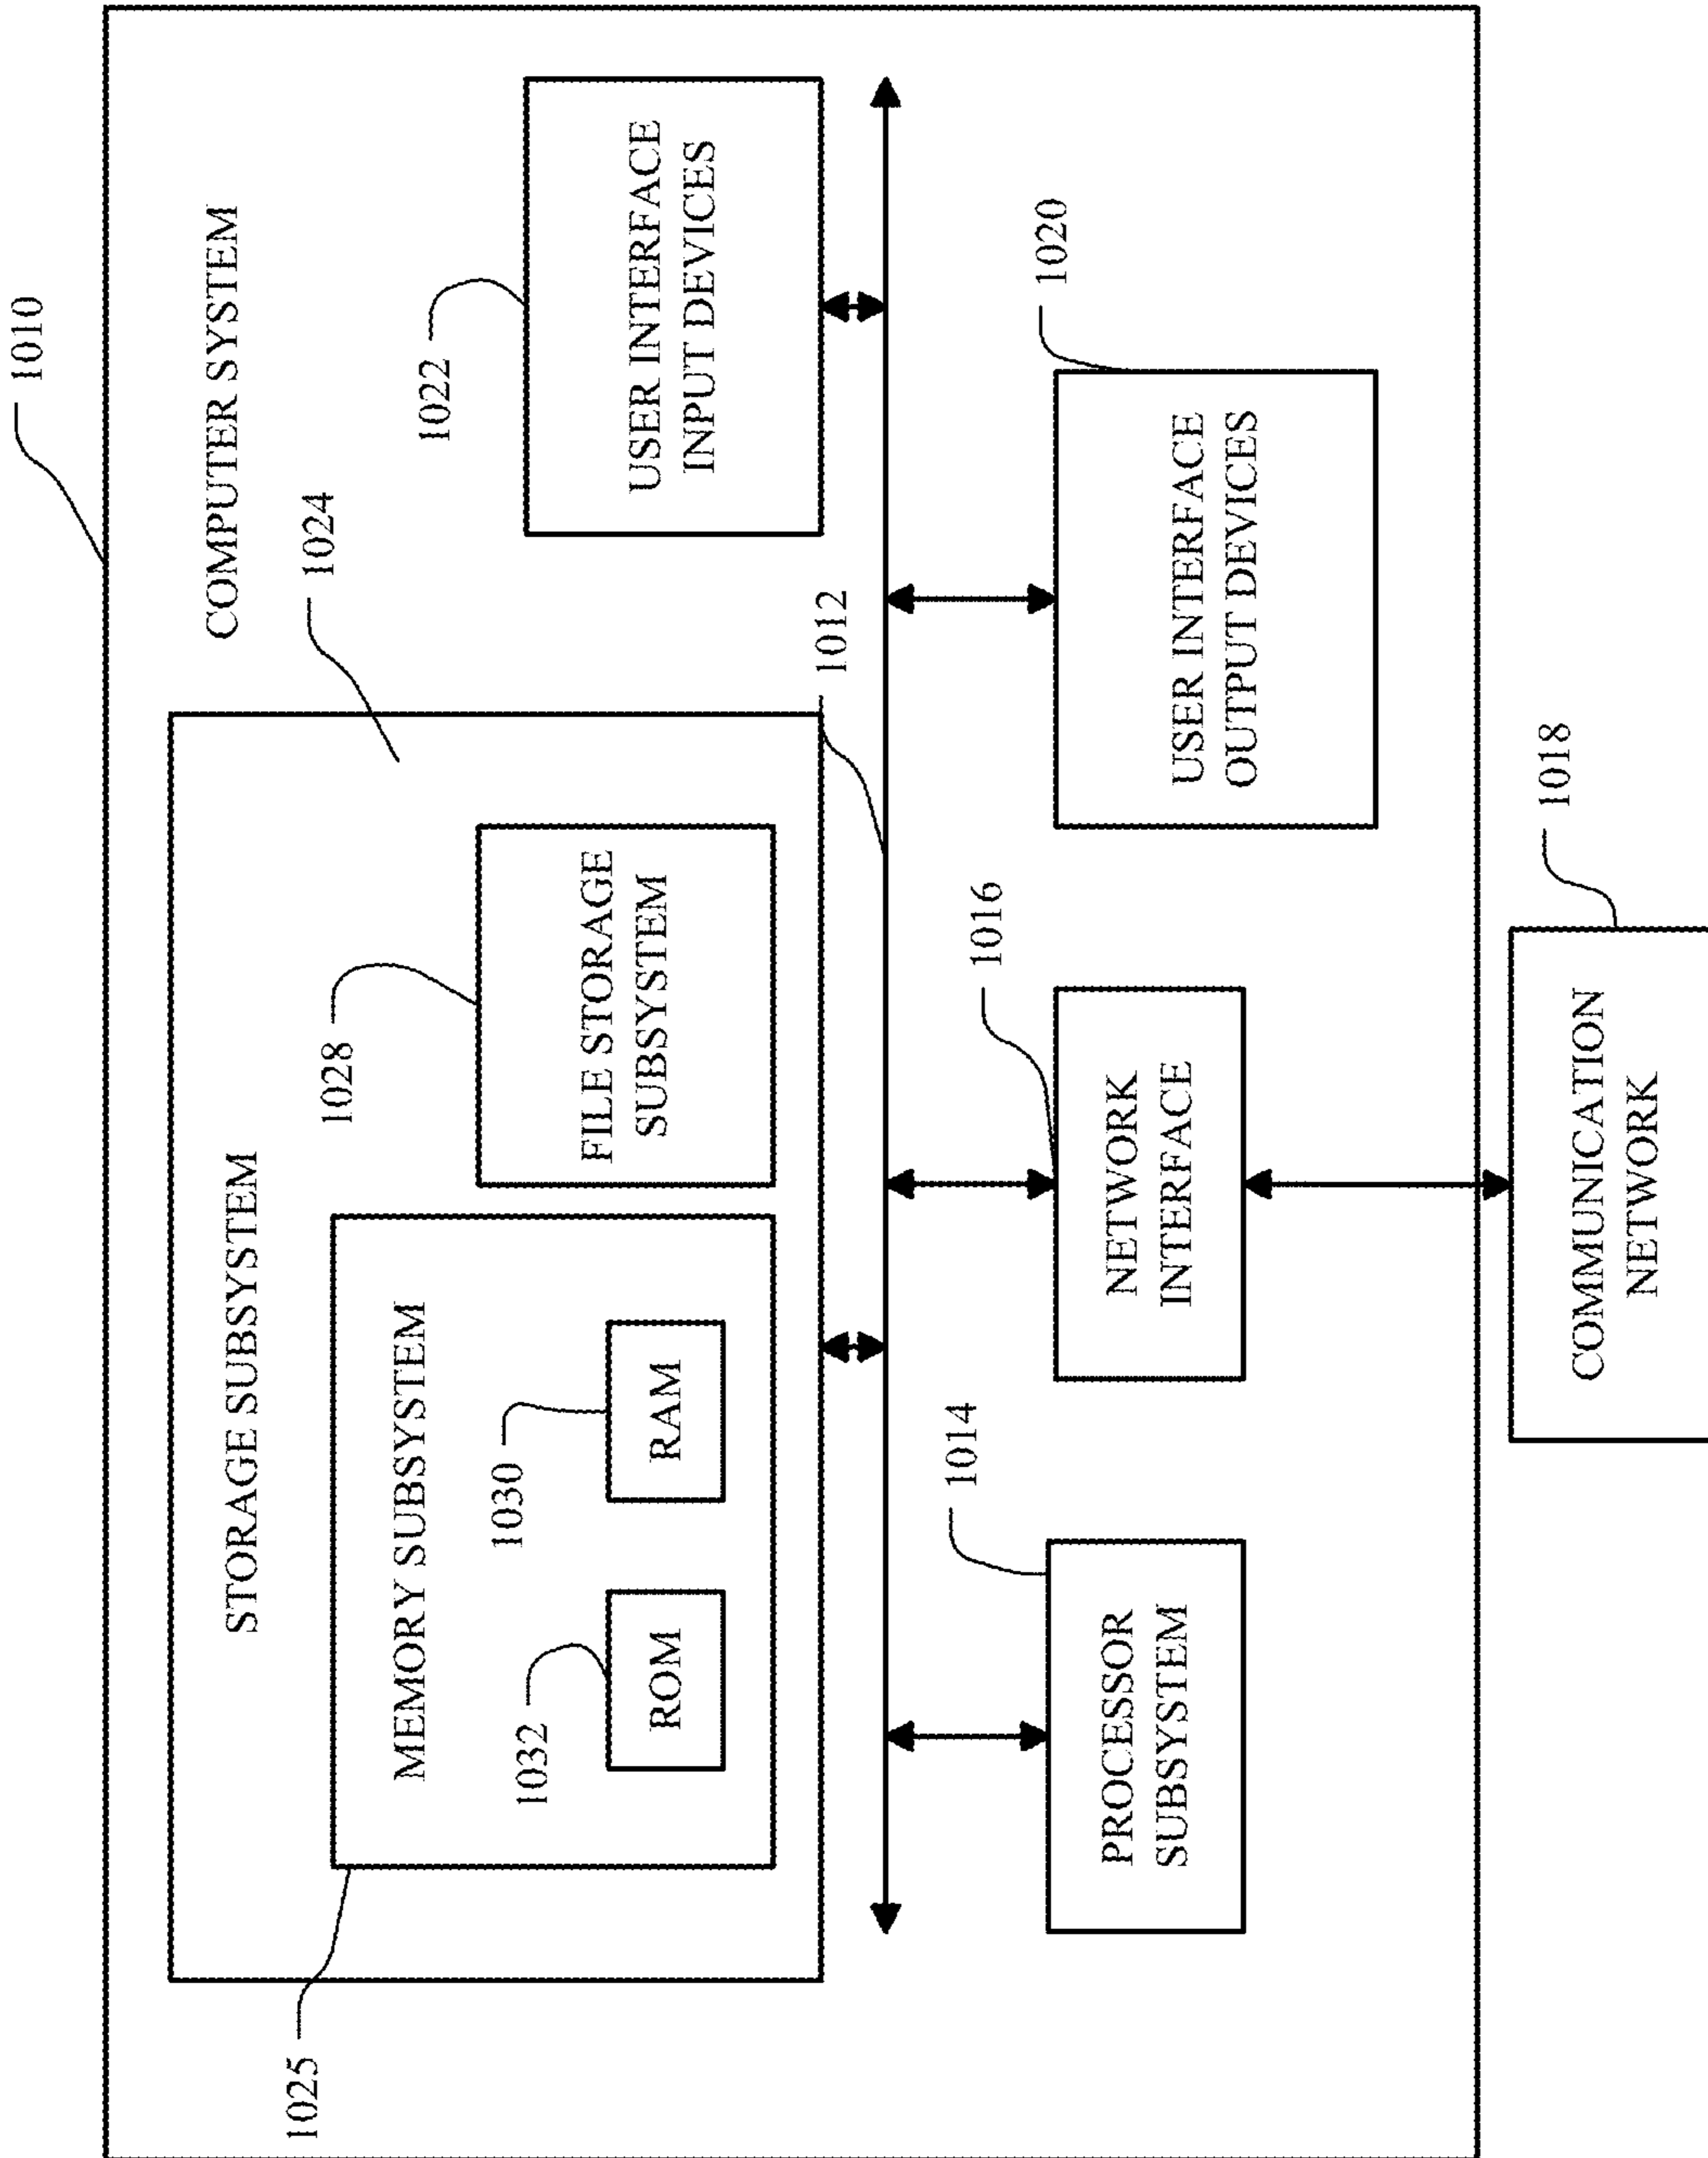 1010
COMPUTER SYSTEM
STORAGE SUBSYSTEM
1024
1025
MEMORY SUBSYSTEM
1028
FILE STORAGE
SUBSYSTEM
1022
USER INTERFACE
INPUT DEVICES
1032
ROM
1030
RAM
1012
1014
PROCESSOR
SUBSYSTEM
1016
NETWORK
INTERFACE
1020
USER INTERFACE
OUTPUT DEVICES
1018
COMMUNICATION
NETWORK